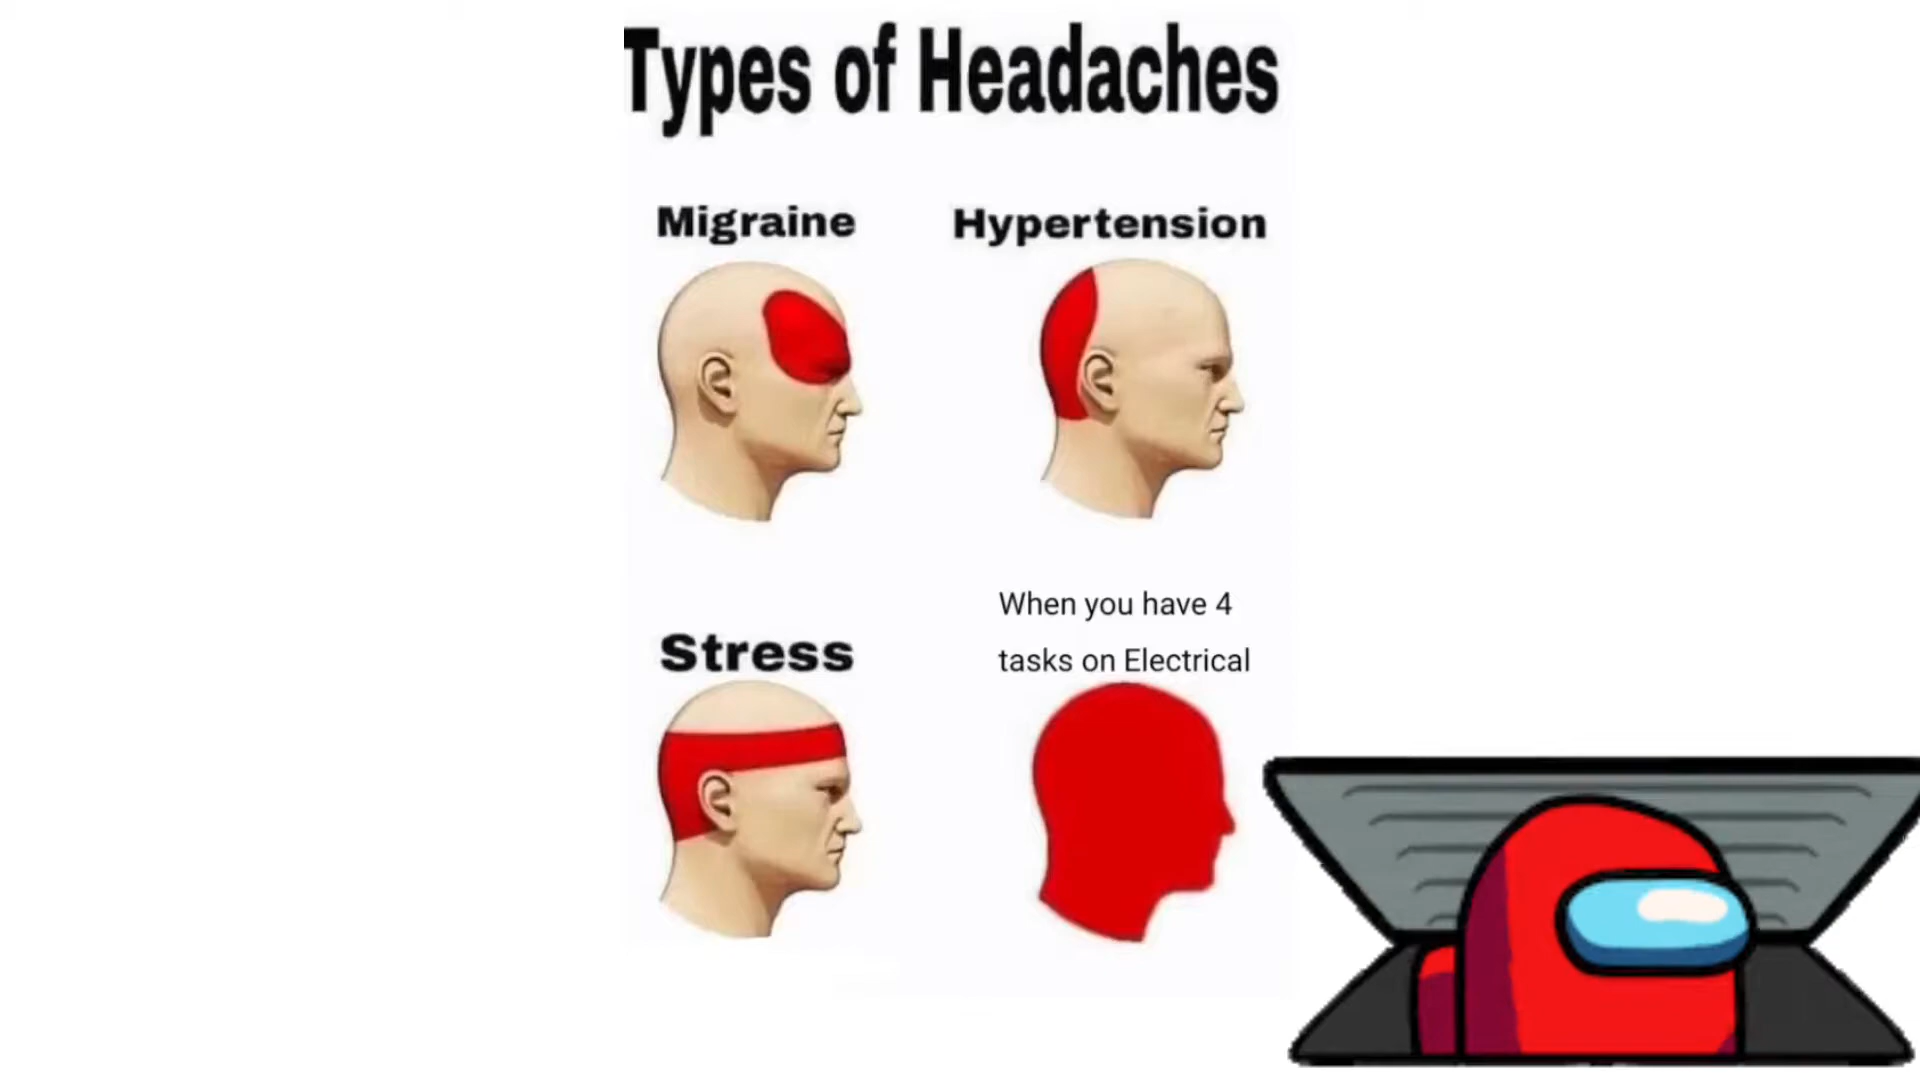 Types of Headaches
Migraine
Hypertension
Stress
When you have 4
tasks on Electrical